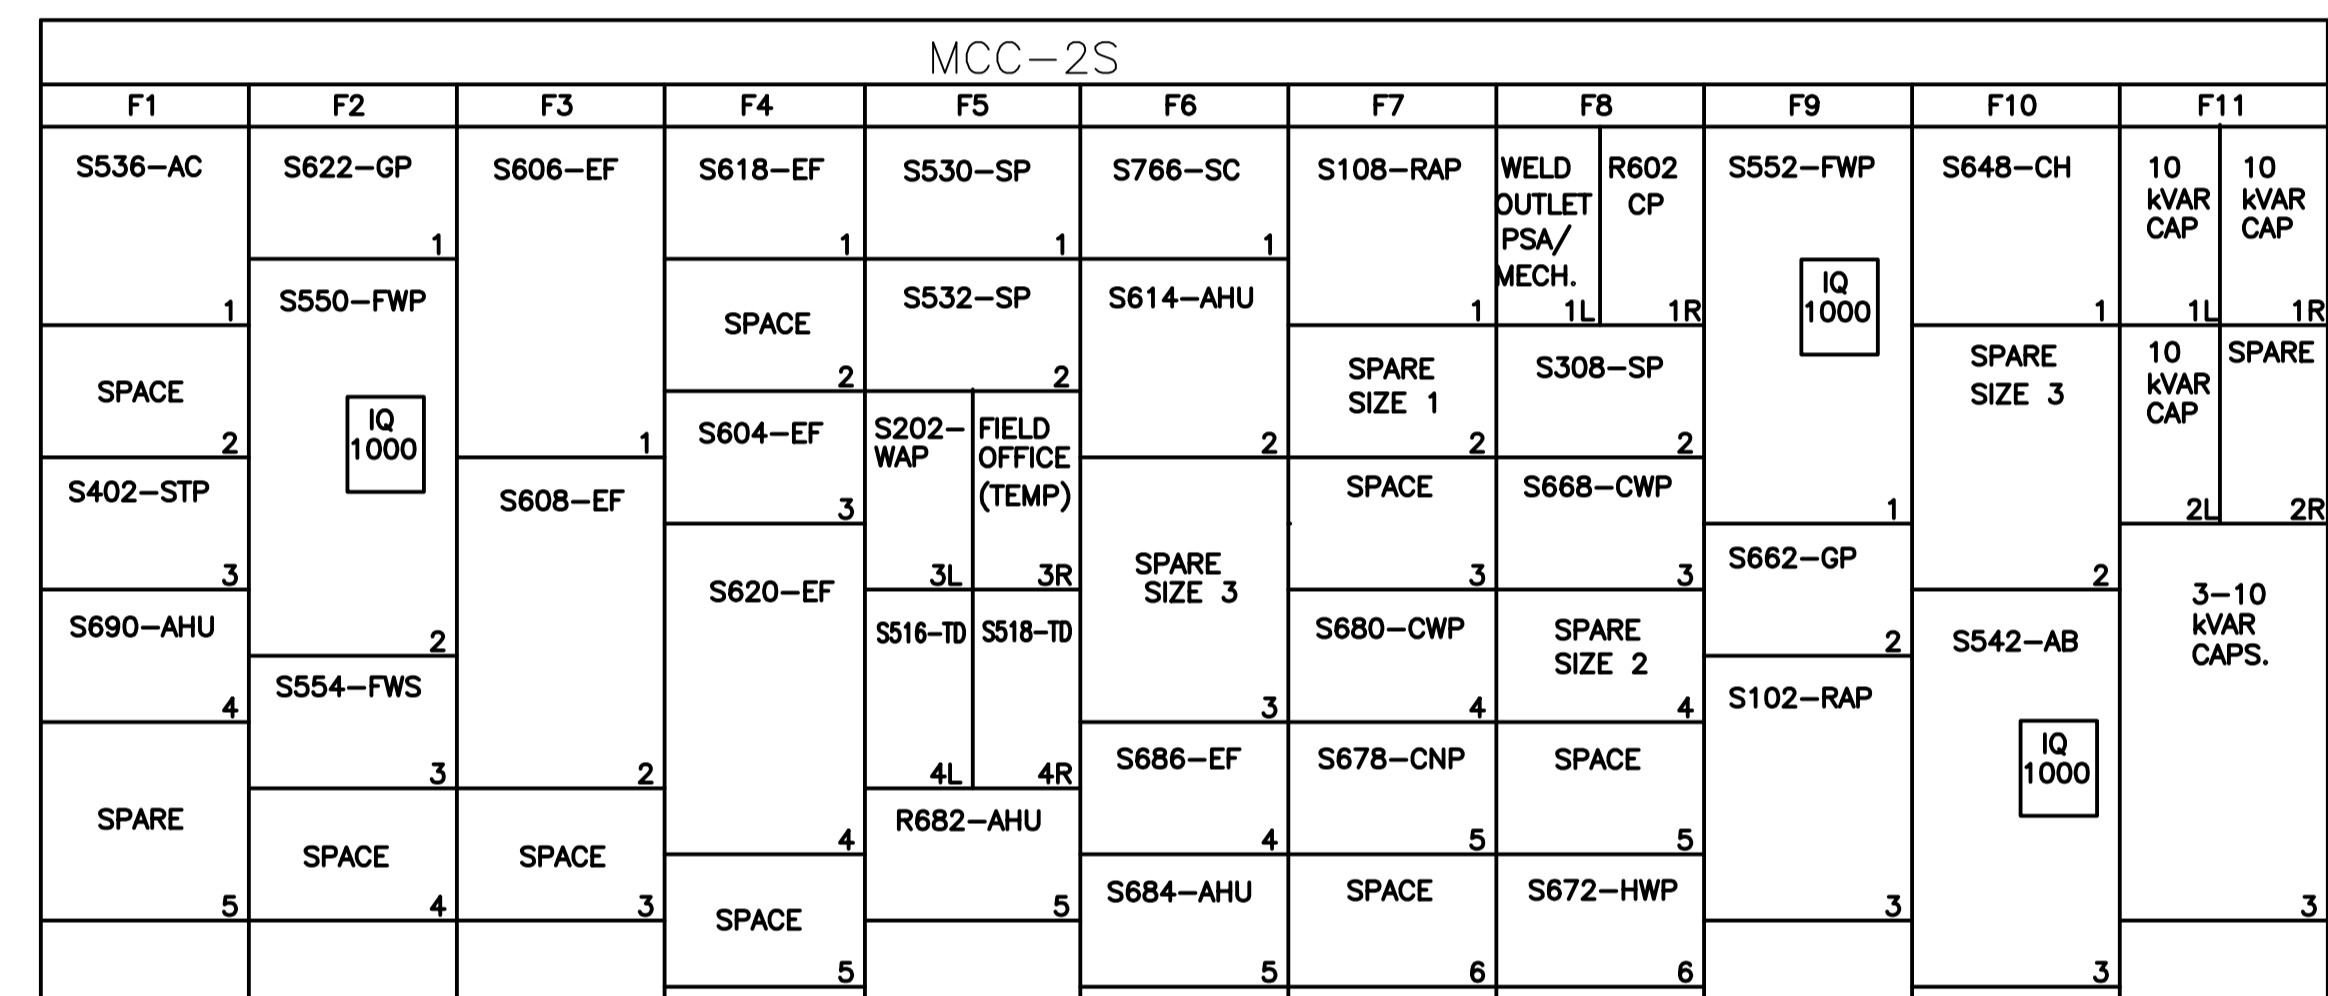 MCC-2S
F1 F2 F3 F4 F5 F6 F7 F8 F9 F10 F11
S536-AC
1
SPACE
2
S402-STP
3
S690-AHU
4
SPARE
5
S622-GP
1
S550-FWP
IQ
1000
2
S554-FWS
3
SPACE
4
S606-EF
1
S608-EF
2
SPACE
3
S618-EF
1
SPACE
2
S604-EF
3
S620-EF
4
SPACE
5
S530-SP
1
S532-SP
2
S202-
WAP
3L
FIELD
OFFICE
(TEMP)
3R
S516-TD
4L
S518-TD
4R
R682-AHU
5
S766-SC
1
S614-AHU
2
SPARE
SIZE 3
3
S686-EF
4
S684-AHU
5
S108-RAP
1
SPARE
SIZE 1
2
SPACE
3
S680-CWP
4
S678-CNP
5
SPACE
6
WELD
OUTLET
PSA/
MECH.
1L
R602
CP
1R
S308-SP
2
S668-CWP
3
SPARE
SIZE 2
4
SPACE
5
S672-HWP
6
S552-FWP
IQ
1000
1
S662-GP
2
S102-RAP
3
S648-CH
1
SPARE
SIZE 3
2
S542-AB
IQ
1000
3
10
kVAR
CAP
1L
10
kVAR
CAP
1R
10
kVAR
CAP
2L
SPARE
2R
3-10
kVAR
CAPS.
3